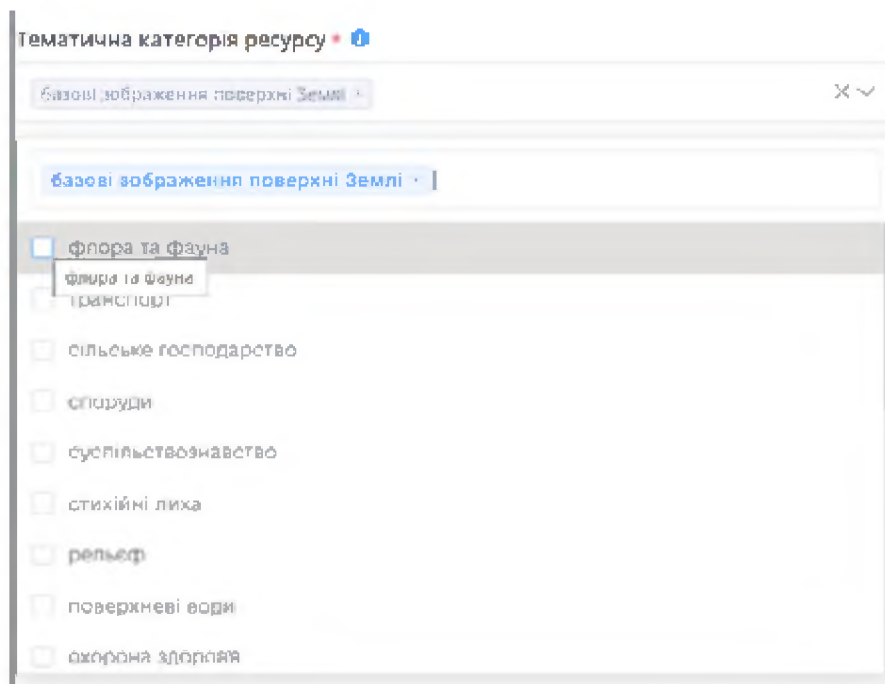 Тематична категорія ресурсу *
базові зображення поверхні Землі ×
базові зображення поверхні Землі ×
флора та фауна
флора та фауна
транспорт
сільське господарство
споруди
суспільствознавство
стихійні лиха
рельєф
поверхневі води
охорона здоров'я